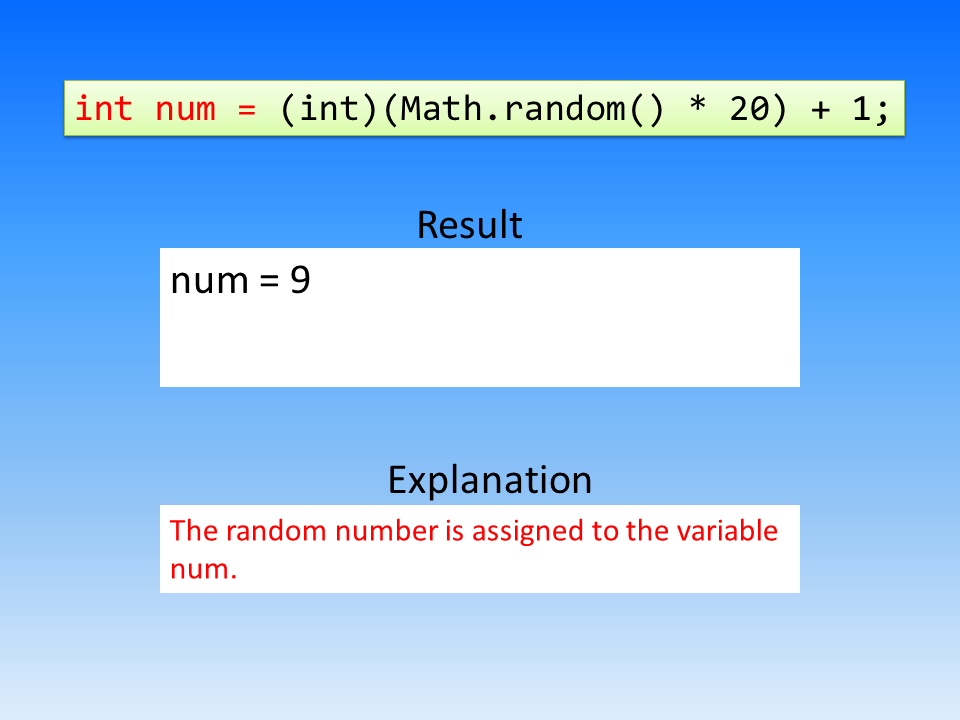 int num = (int)(Math.random() * 20) + 1;
Result
num = 9
Explanation
The random number is assigned to the variable
num.